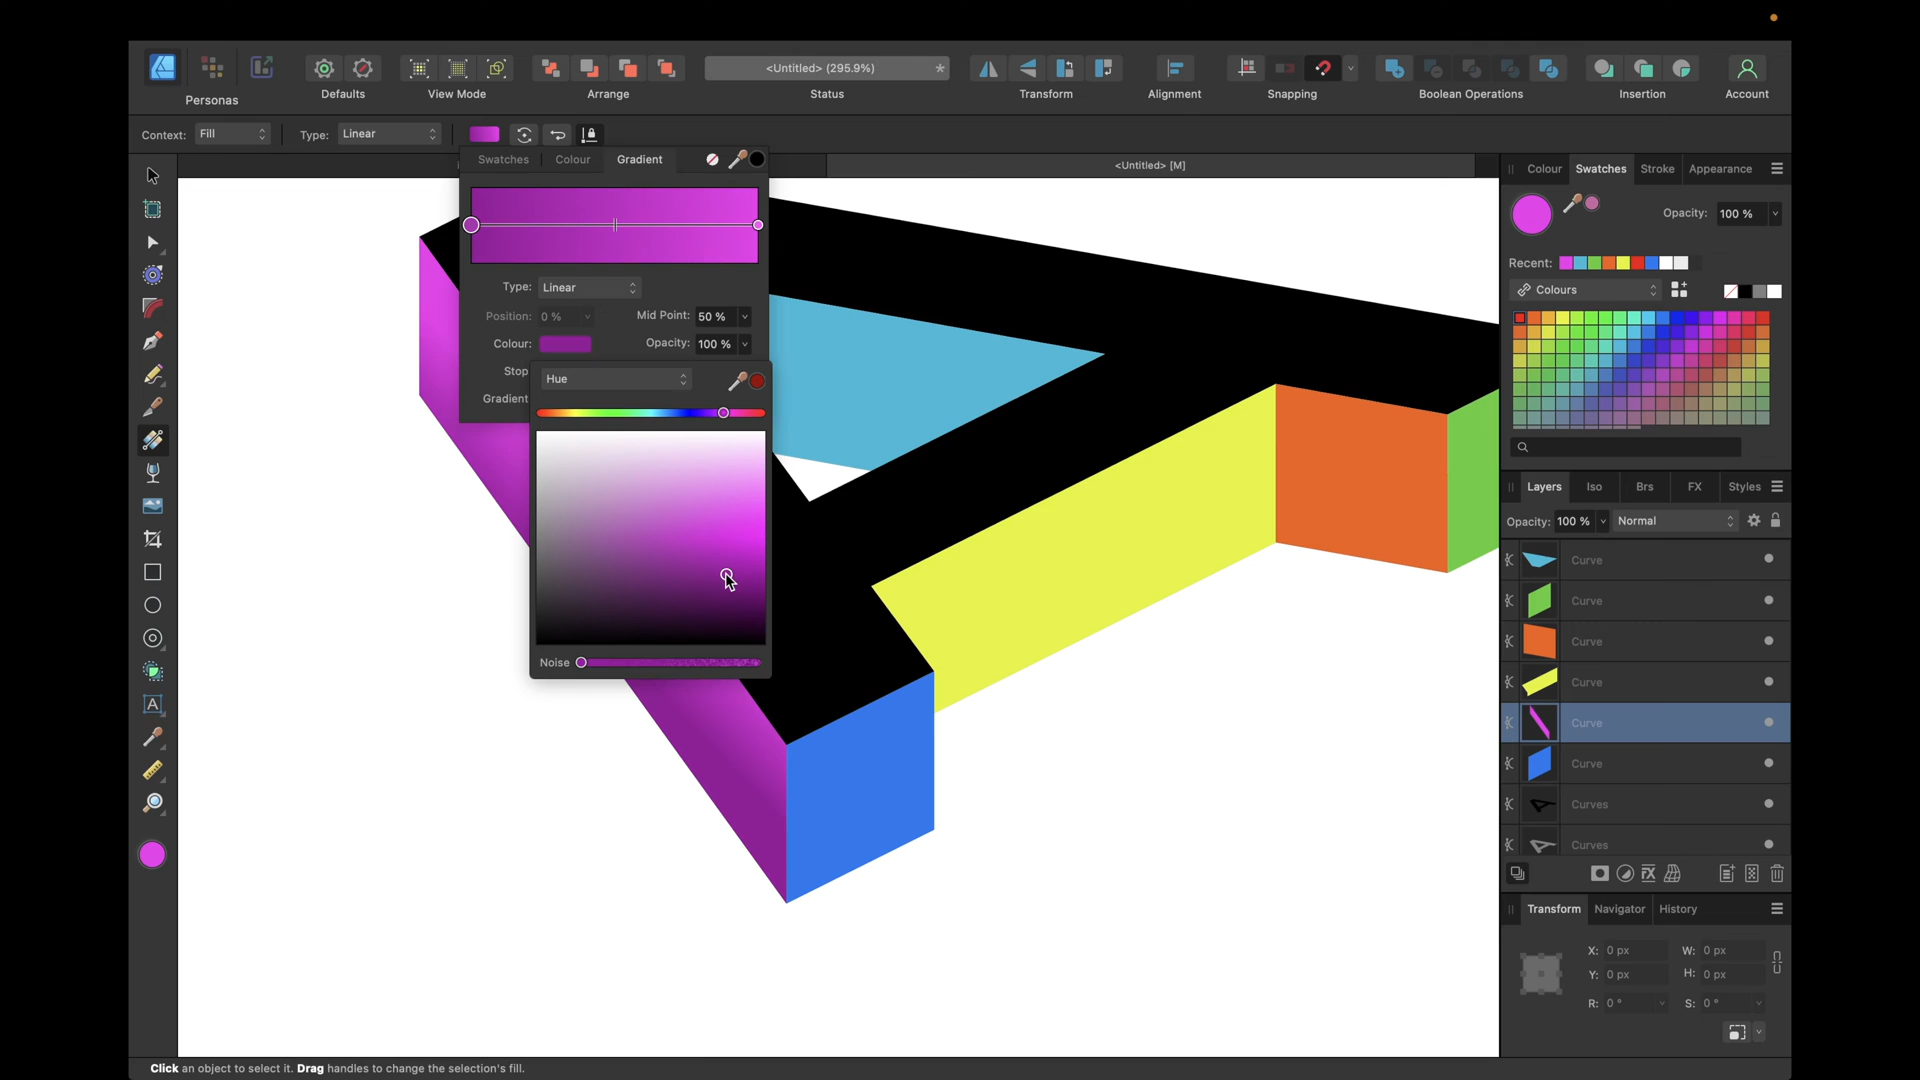 <Untitled> (295.9%)
*
Personas
Defaults
View Mode
Arrange
Status
Transform
Alignment
Snapping
Boolean Operations
Insertion
Account
Context: Fill
Type: Linear
Swatches
Colour
Gradient
<Untitled> [M]
Colour
Swatches
Stroke
Appearance
Opacity: 100 %
Recent:
Colours
Type: Linear
Position: 0 %
Mid Point: 50 %
Colour:
Opacity: 100 %
Stop
Gradient
Hue
Noise
Layers
Iso
Brs
FX
Styles
Opacity: 100 %
Normal
Curve
Curve
Curve
Curve
Curve
Curve
Curves
Curves
Transform
Navigator
History
X: 0 px
W: 0 px
Y: 0 px
H: 0 px
R: 0 °
S: 0 °
Click an object to select it. Drag handles to change the selection's fill.